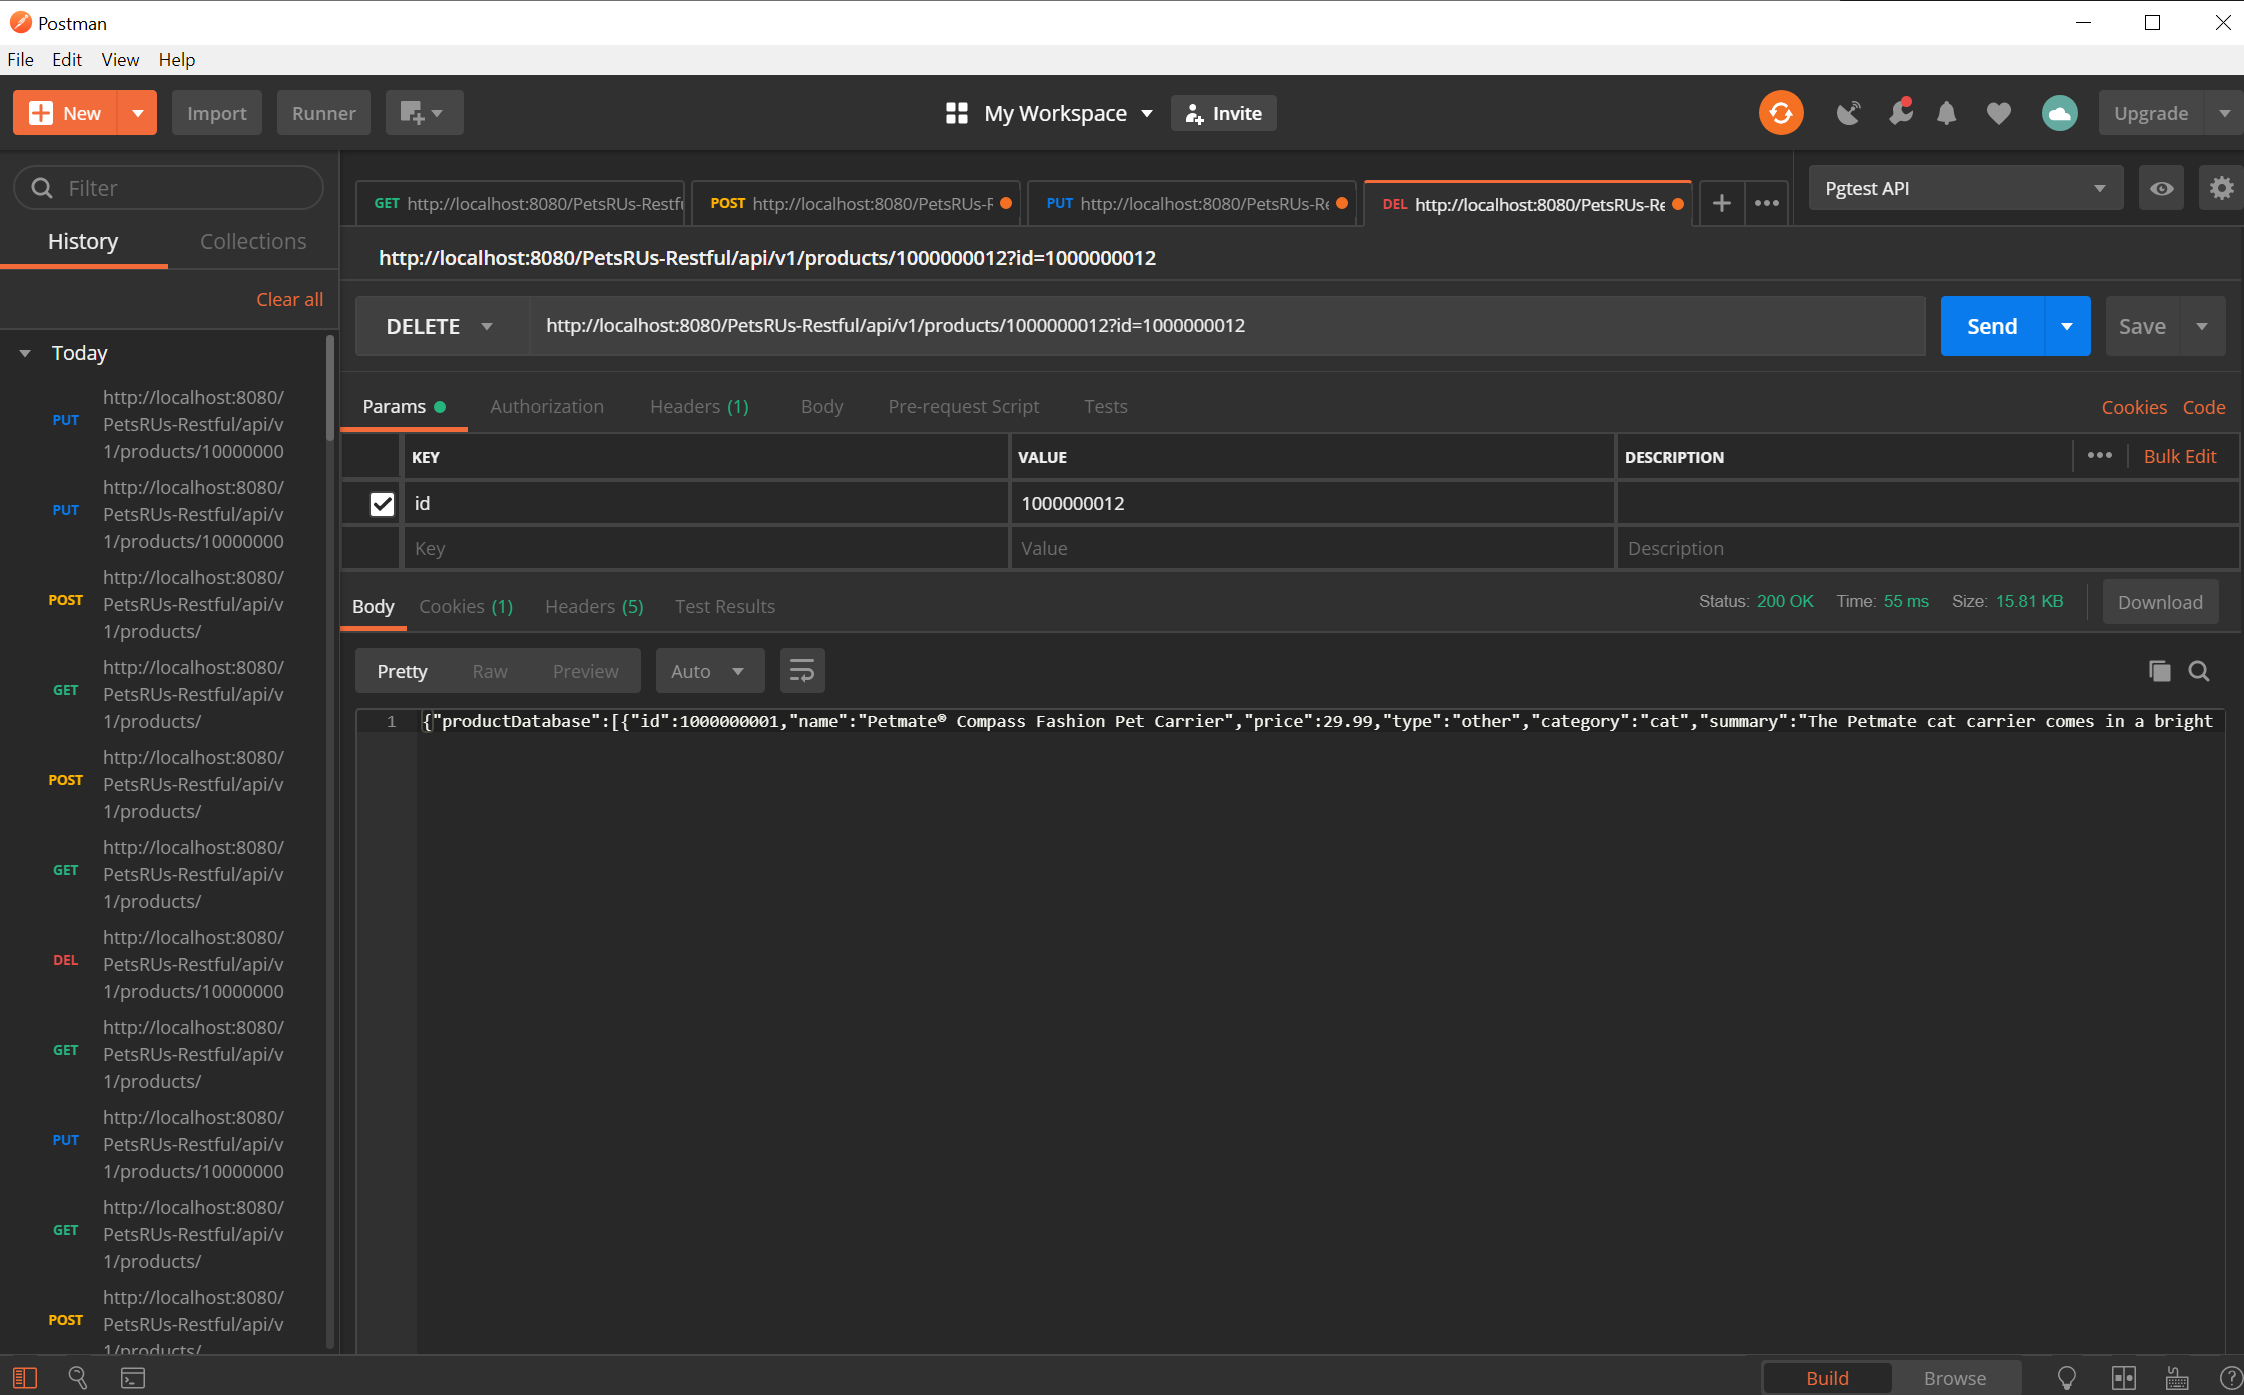 Postman
File Edit View Help
New Import Runner My Workspace Invite Upgrade
Filter
History Collections
Clear all
Today
PUT http://localhost:8080/
PetsRUs-Restful/api/v
1/products/10000000
PUT http://localhost:8080/
PetsRUs-Restful/api/v
1/products/10000000
POST http://localhost:8080/
PetsRUs-Restful/api/v
1/products/
GET http://localhost:8080/
PetsRUs-Restful/api/v
1/products/
POST http://localhost:8080/
PetsRUs-Restful/api/v
1/products/
GET http://localhost:8080/
PetsRUs-Restful/api/v
1/products/
DEL http://localhost:8080/
PetsRUs-Restful/api/v
1/products/10000000
GET http://localhost:8080/
PetsRUs-Restful/api/v
1/products/
PUT http://localhost:8080/
PetsRUs-Restful/api/v
1/products/10000000
GET http://localhost:8080/
PetsRUs-Restful/api/v
1/products/
POST http://localhost:8080/
PetsRUs-Restful/api/v
1/products/
GET http://localhost:8080/PetsRUs-Restfu POST http://localhost:8080/PetsRUs-R PUT http://localhost:8080/PetsRUs-Re DEL http://localhost:8080/PetsRUs-Re + ••• Pgtest API
http://localhost:8080/PetsRUs-Restful/api/v1/products/1000000012?id=1000000012
DELETE http://localhost:8080/PetsRUs-Restful/api/v1/products/1000000012?id=1000000012 Send Save
Params Authorization Headers (1) Body Pre-request Script Tests Cookies Code
KEY VALUE DESCRIPTION ••• Bulk Edit
id 1000000012
Key Value Description
Body Cookies (1) Headers (5) Test Results Status: 200 OK Time: 55 ms Size: 15.81 KB Download
Pretty Raw Preview Auto
1 {"productDatabase":[{"id":1000000001,"name":"Petmate® Compass Fashion Pet Carrier","price":29.99,"type":"other","category":"cat","summary":"The Petmate cat carrier comes in a bright
Build Browse